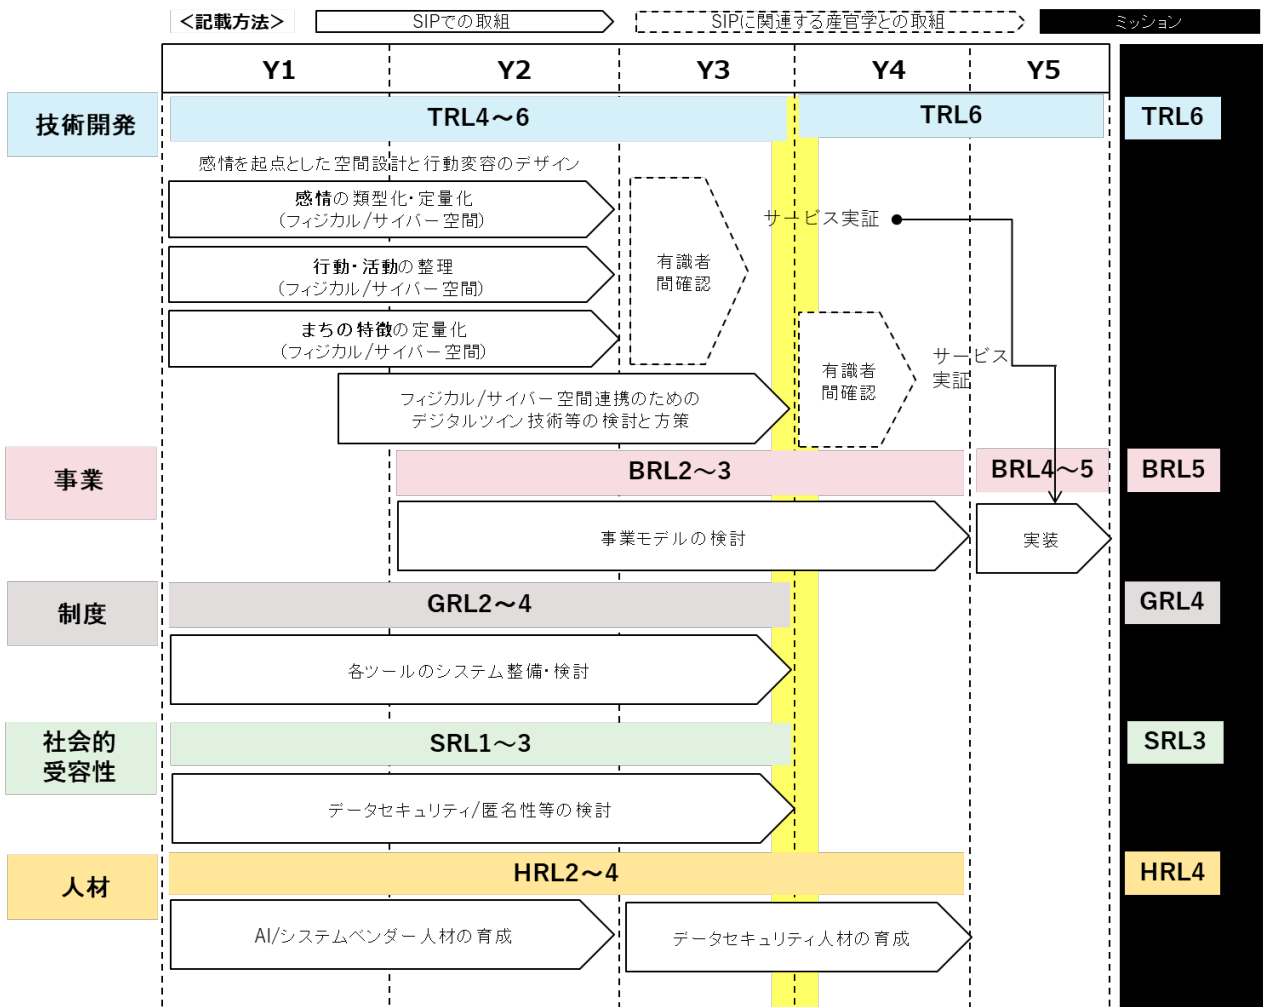 ＜記載方法＞
SIPでの取組
SIPに関連する産官学との取組
ミッション
Y1
Y2
Y3
Y4
Y5
技術開発
TRL4～6
TRL6
TRL6
感情を起点とした空間設計と行動変容のデザイン
感情の類型化・定量化
(フィジカル/サイバー空間)
行動・活動の整理
(フィジカル/サイバー空間)
まちの特徴の定量化
(フィジカル/サイバー空間)
有識者
間確認
サービス実証
フィジカル/サイバー空間連携のための
デジタルツイン技術等の検討と方策
有識者
間確認
サービス
実証
事業
BRL2～3
BRL4～5
BRL5
事業モデルの検討
実装
制度
GRL2～4
GRL4
各ツールのシステム整備・検討
社会的
受容性
SRL1～3
SRL3
データセキュリティ/匿名性等の検討
人材
HRL2～4
HRL4
AI/システムベンダー人材の育成
データセキュリティ人材の育成